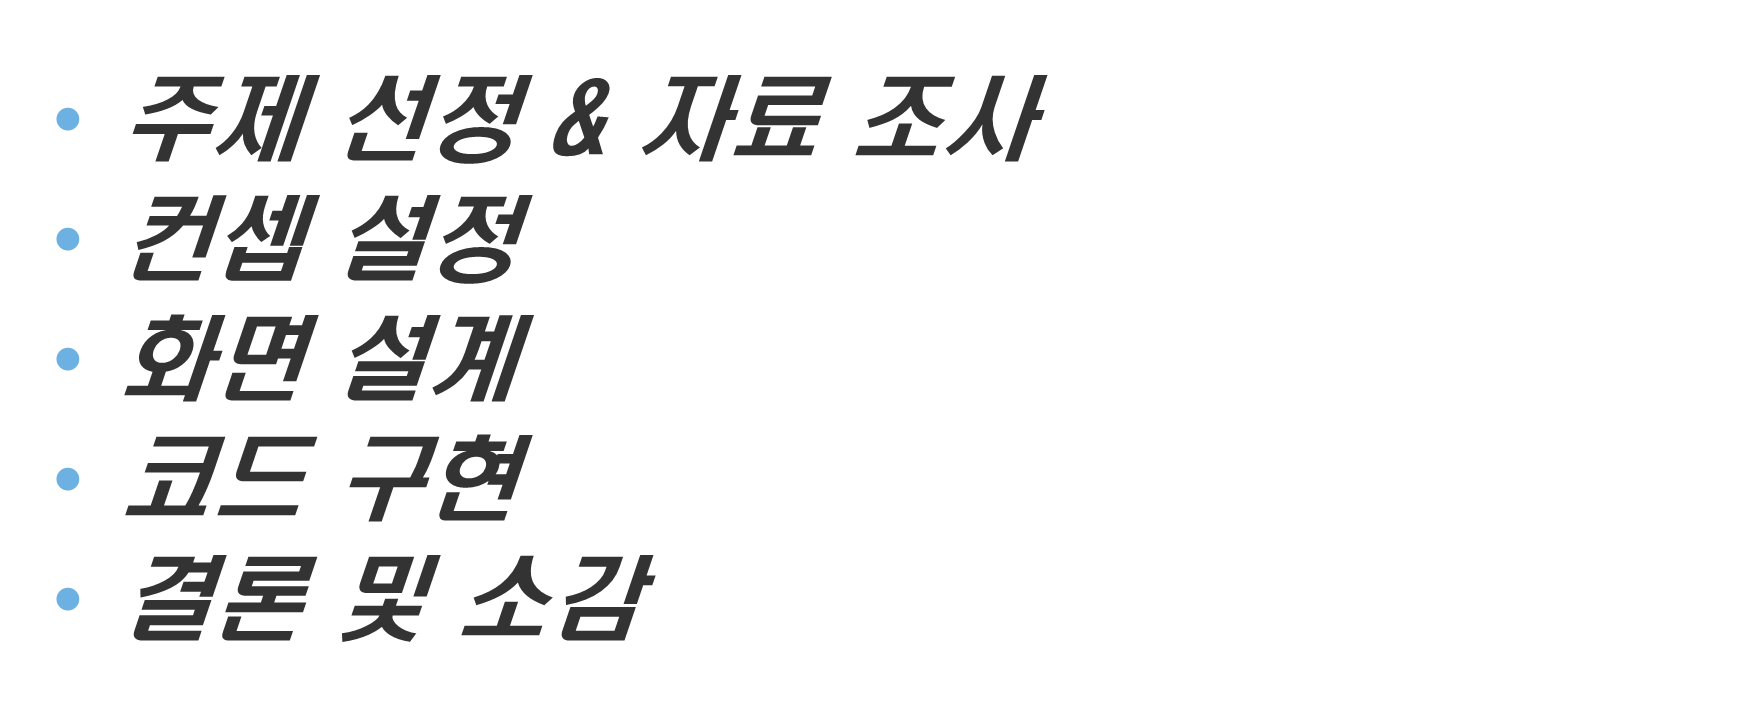 • 주제 선정 & 자료 조사
• 컨셉 설정
• 화면 설계
• 코드 구현
• 결론 및 소감